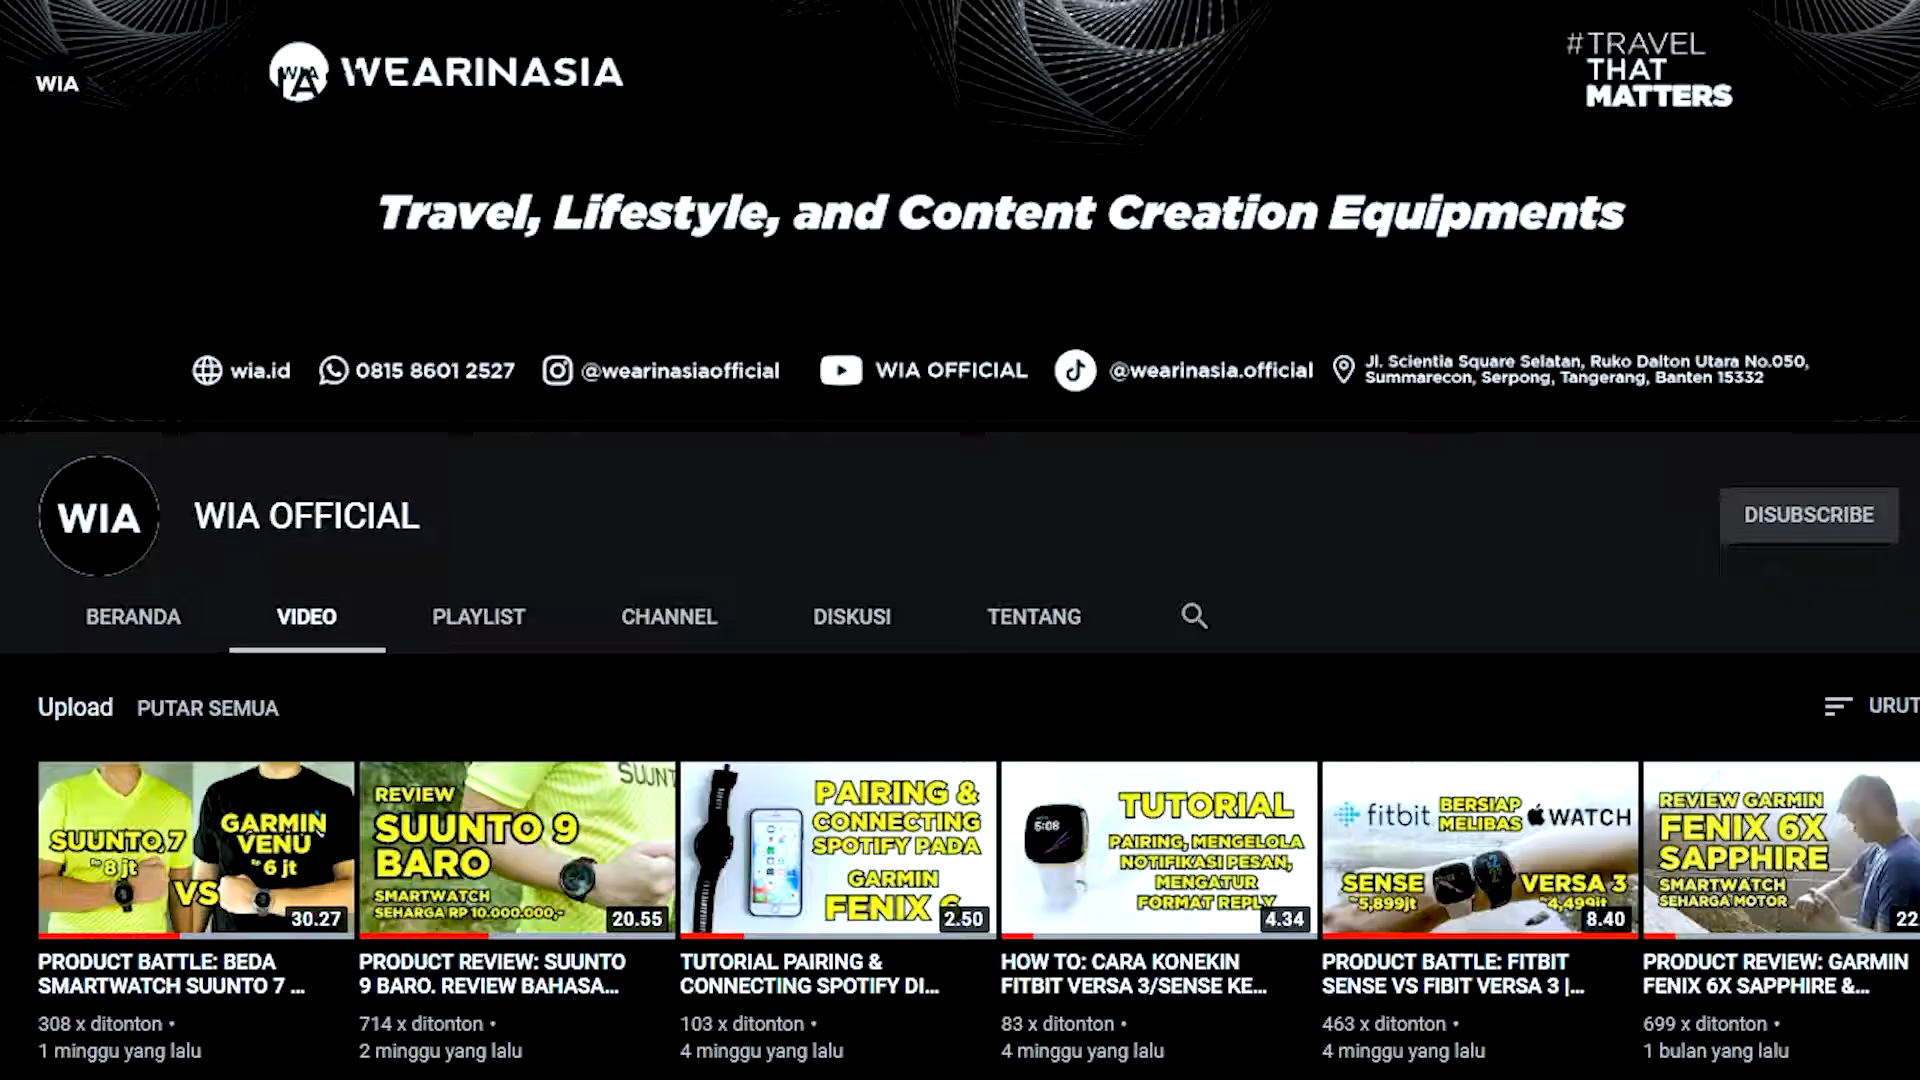 WIA
WIA WEARINASIA
#TRAVEL
THAT
MATTERS
Travel, Lifestyle, and Content Creation Equipments
wia.id
0815 8601 2527
@wearinasiaofficial
WIA OFFICIAL
@wearinasia.official
Jl. Scientia Square Selatan, Ruko Dalton Utara No.050,
Summarecon, Serpong, Tangerang, Banten 15332
WIA
WIA OFFICIAL
DISUBSCRIBE
BERANDA
VIDEO
PLAYLIST
CHANNEL
DISKUSI
TENTANG
Upload
PUTAR SEMUA
URUT
SUUNTO 7
Rp 8 jt
VS
GARMIN
VENU
Rp 6 jt
30.27
PRODUCT BATTLE: BEDA
SMARTWATCH SUUNTO 7 ...
308 x ditonton •
1 minggu yang lalu
SUUNT
REVIEW
SUUNTO 9
BARO
SMARTWATCH
SEHARGA RP 10.000.000,-
20.55
PRODUCT REVIEW: SUUNTO
9 BARO. REVIEW BAHASA...
714 x ditonton •
2 minggu yang lalu
PAIRING &
CONNECTING
SPOTIFY PADA
GARMIN
FENIX 6
2.50
TUTORIAL PAIRING &
CONNECTING SPOTIFY DI...
103 x ditonton •
4 minggu yang lalu
5:08
TUTORIAL
PAIRING, MENGELOLA
NOTIFIKASI PESAN,
MENGATUR
FORMAT REPLY
4.34
HOW TO: CARA KONEKIN
FITBIT VERSA 3/SENSE KE...
83 x ditonton •
4 minggu yang lalu
fitbit BERSIAP MELIBAS WATCH
SENSE
5,899jt
VERSA 3
4,499jt
8.40
PRODUCT BATTLE: FITBIT
SENSE VS FIBIT VERSA 3 |...
463 x ditonton •
4 minggu yang lalu
REVIEW GARMIN
FENIX 6X
SAPPHIRE
SMARTWATCH
SEHARGA MOTOR
22
PRODUCT REVIEW: GARMIN
FENIX 6X SAPPHIRE &...
699 x ditonton •
1 bulan yang lalu